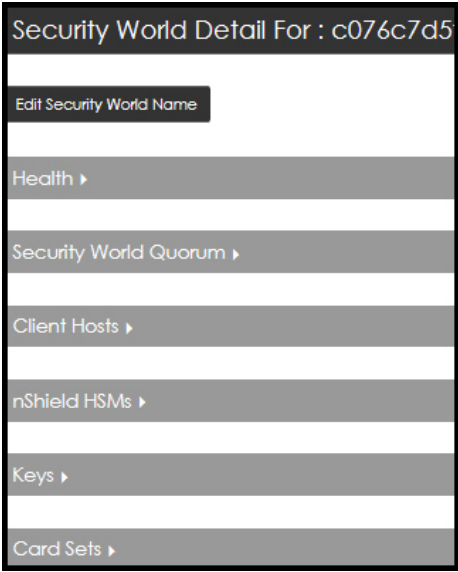 Security World Detail For : c076c7d5
Edit Security World Name
Health
Security World Quorum
Client Hosts
nShield HSMs
Keys
Card Sets